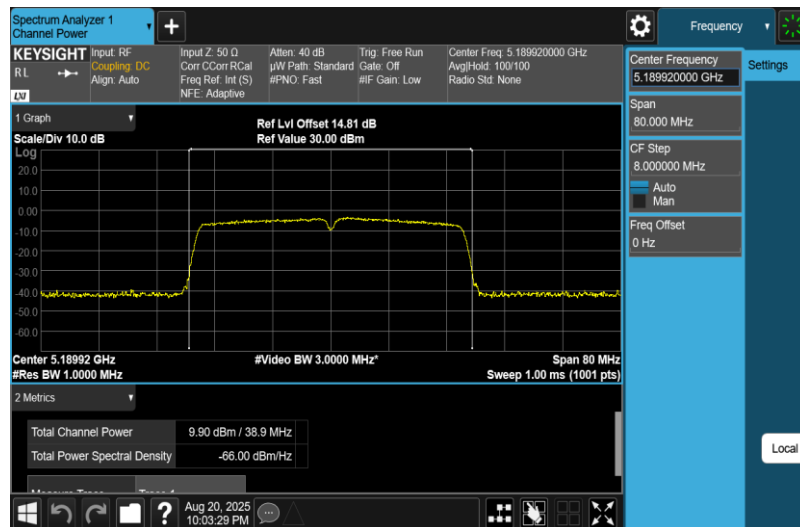 Spectrum Analyzer 1
Channel Power
+
Frequency
KEYSIGHT
RL
LXI
Input: RF
Coupling: DC
Align: Auto
Input Z: 50 Ω
Corr CCorr RCal
Freq Ref: Int (S)
NFE: Adaptive
Atten: 40 dB
µW Path: Standard
#PNO: Fast
Trig: Free Run
Gate: Off
#IF Gain: Low
Center Freq: 5.189920000 GHz
Avg|Hold: 100/100
Radio Std: None
Center Frequency
5.189920000 GHz
Settings
Span
80.000 MHz
CF Step
8.000000 MHz
Auto
Man
Freq Offset
0 Hz
Local
1 Graph
Scale/Div 10.0 dB
Ref Lvl Offset 14.81 dB
Ref Value 30.00 dBm
Log
20.0
10.0
0.00
-10.0
-20.0
-30.0
-40.0
-50.0
-60.0
Center 5.18992 GHz
#Video BW 3.0000 MHz*
Span 80 MHz
#Res BW 1.0000 MHz
Sweep 1.00 ms (1001 pts)
2 Metrics
Total Channel Power 9.90 dBm / 38.9 MHz
Total Power Spectral Density -66.00 dBm/Hz
?
Aug 20, 2025
10:03:29 PM